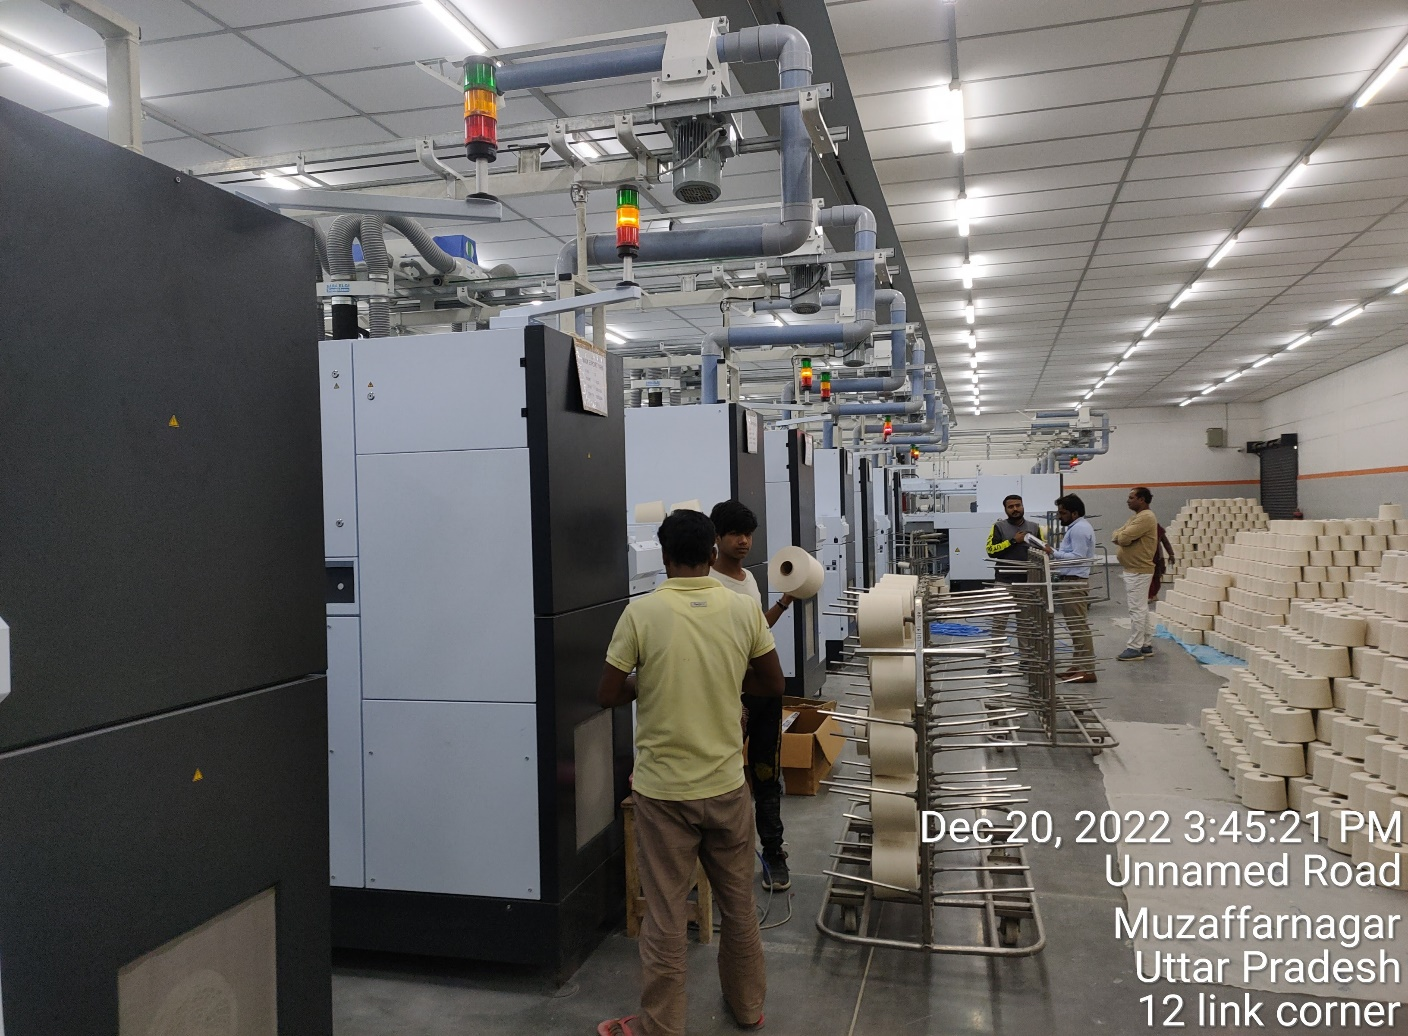 Dec 20, 2022 3:45:21 PM
Unnamed Road
Muzaffarnagar
Uttar Pradesh
12 link corner